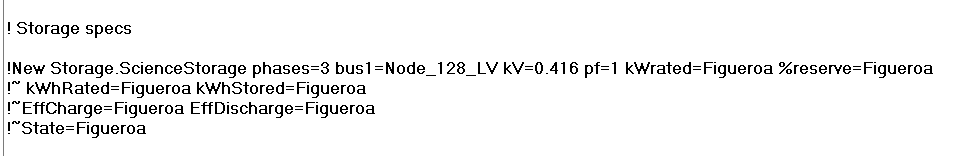 ! Storage specs
!New Storage.ScienceStorage phases=3 bus1=Node_128_LV kV=0.416 pf=1 kWrated=Figueroa %reserve=Figueroa
!~ kWhRated=Figueroa kWhStored=Figueroa
!~EffCharge=Figueroa EffDischarge=Figueroa
!~State=Figueroa